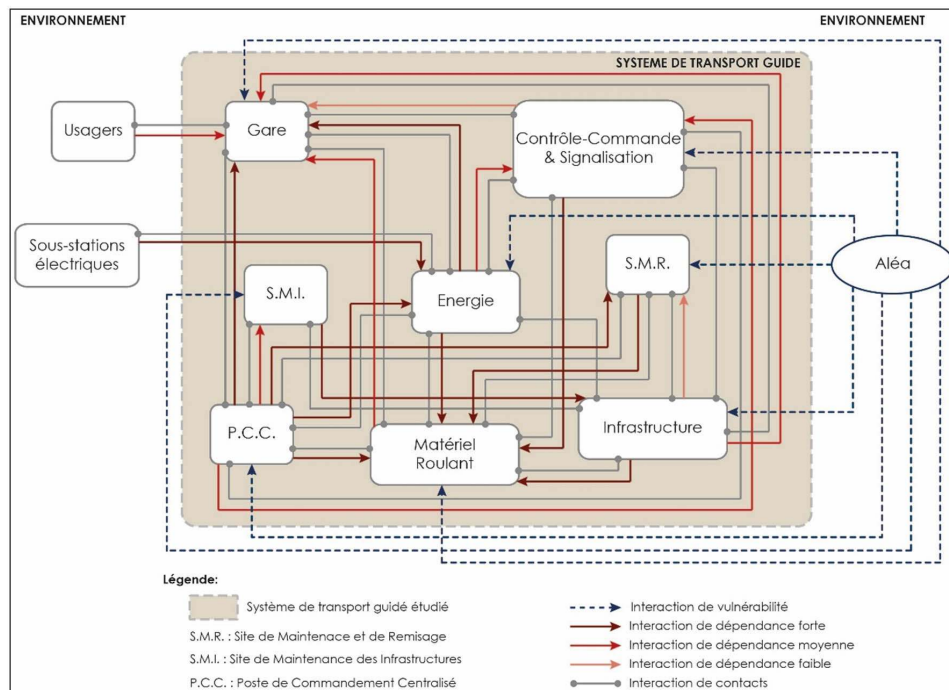 ENVIRONNEMENT
ENVIRONNEMENT
SYSTEME DE TRANSPORT GUIDE
Usagers
Gare
Contrôle-Commande
& Signalisation
Sous-stations
électriques
S.M.I.
Energie
S.M.R.
Aléa
P.C.C.
Matériel
Roulant
Infrastructure
Légende:
Système de transport guidé étudié
S.M.R. : Site de Maintenace et de Remisage
S.M.I. : Site de Maintenance des Infrastructures
P.C.C. : Poste de Commandement Centralisé
Interaction de vulnérabilité
Interaction de dépendance forte
Interaction de dépendance moyenne
Interaction de dépendance faible
Interaction de contacts